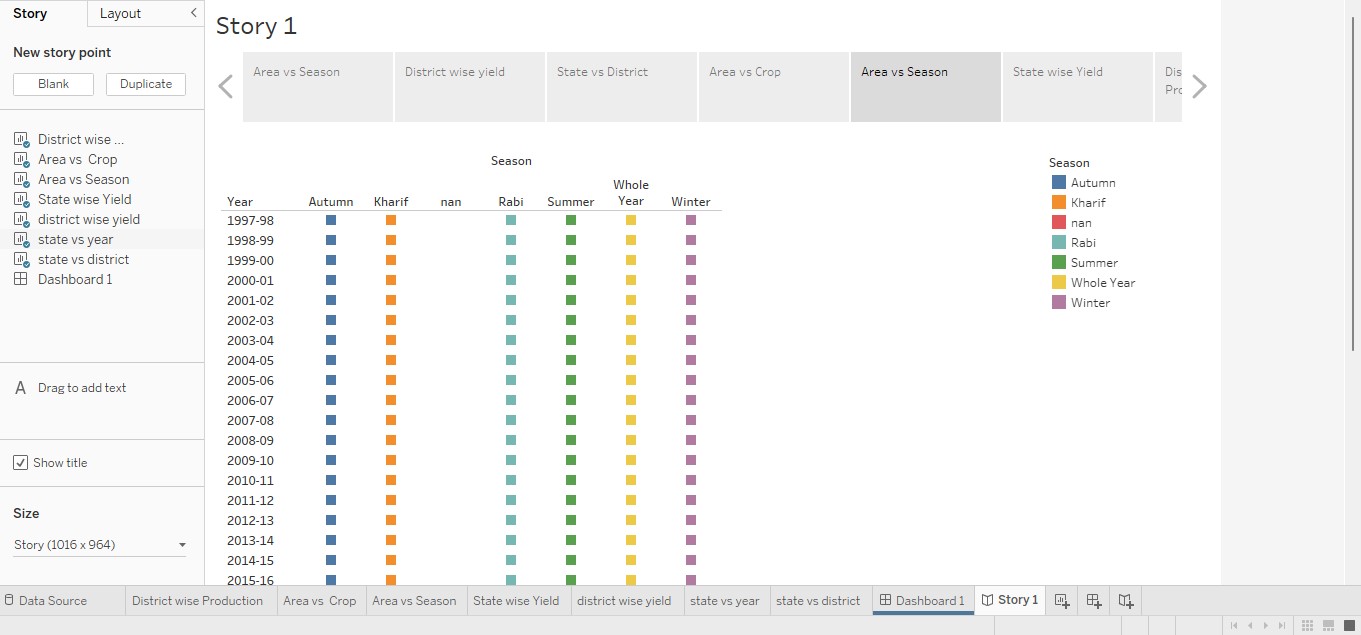 Story
Layout
New story point
Blank
Duplicate
District wise ...
Area vs Crop
Area vs Season
State wise Yield
district wise yield
state vs year
state vs district
Dashboard 1
A Drag to add text
Show title
Size
Story (1016 x 964)
Story 1
Area vs Season
District wise yield
State vs District
Area vs Crop
Area vs Season
State wise Yield
Dis
Pro
Season
Year Autumn Kharif nan Rabi Summer Whole Year Winter
1997-98
1998-99
1999-00
2000-01
2001-02
2002-03
2003-04
2004-05
2005-06
2006-07
2007-08
2008-09
2009-10
2010-11
2011-12
2012-13
2013-14
2014-15
2015-16
Season
Autumn
Kharif
nan
Rabi
Summer
Whole Year
Winter
Data Source District wise Production Area vs Crop Area vs Season State wise Yield district wise yield state vs year state vs district Dashboard 1 Story 1